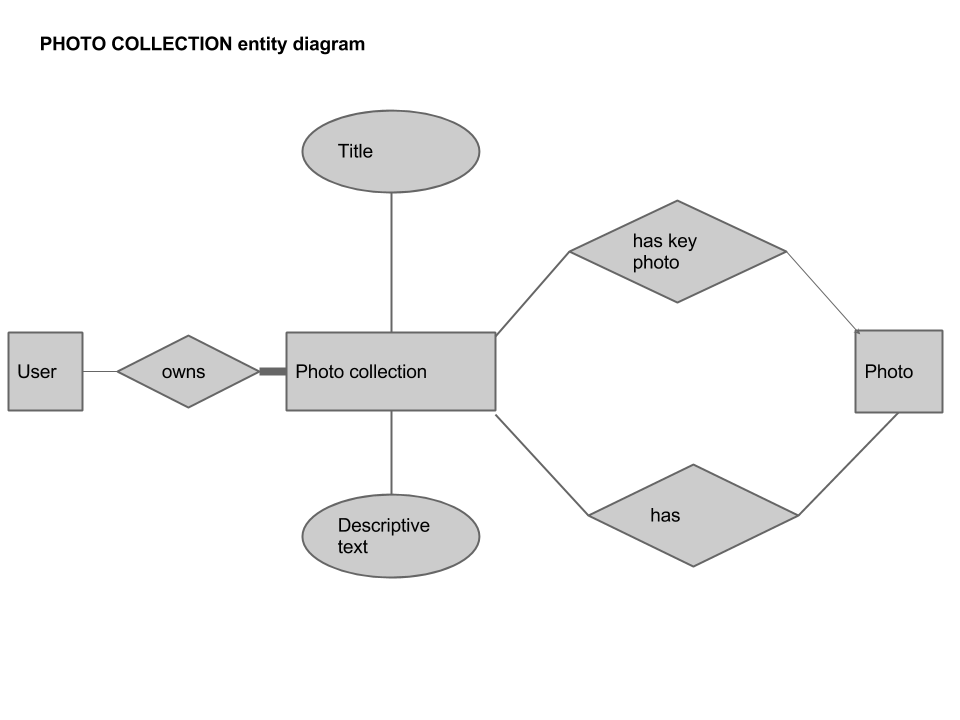 PHOTO COLLECTION entity diagram
Title
has key
photo
User
owns
Photo collection
Photo
Descriptive
text
has